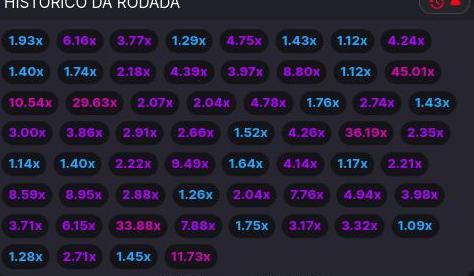 HISTÓRICO DA RODADA
1.93x 6.16x 3.77x 1.29x 4.75x 1.43x 1.12x 4.24x
1.40x 1.74x 2.18x 4.39x 3.97x 8.80x 1.12x 45.01x
10.54x 29.63x 2.07x 2.04x 4.78x 1.76x 2.74x 1.43x
3.00x 3.86x 2.91x 2.66x 1.52x 4.26x 36.19x 2.35x
1.14x 1.40x 2.22x 9.49x 1.64x 4.14x 1.17x 2.21x
8.59x 8.95x 2.88x 1.26x 2.04x 7.76x 4.94x 3.98x
3.71x 6.15x 33.88x 7.88x 1.75x 3.17x 3.32x 1.09x
1.28x 2.71x 1.45x 11.73x